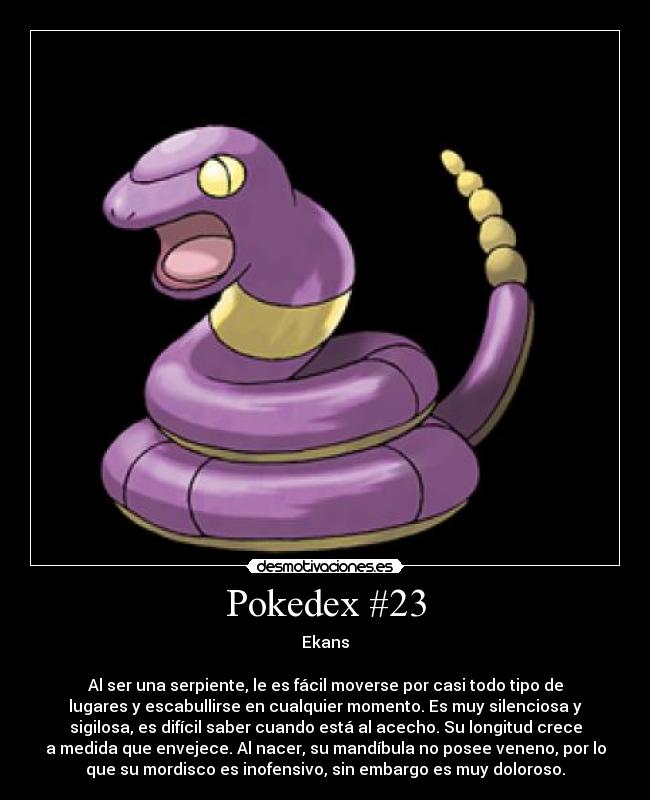 desmotivaciones.es
Pokedex #23
Ekans
Al ser una serpiente, le es fácil moverse por casi todo tipo de
lugares y escabullirse en cualquier momento. Es muy silenciosa y
sigilosa, es difícil saber cuando está al acecho. Su longitud crece
a medida que envejece. Al nacer, su mandíbula no posee veneno, por lo
que su mordisco es inofensivo, sin embargo es muy doloroso.